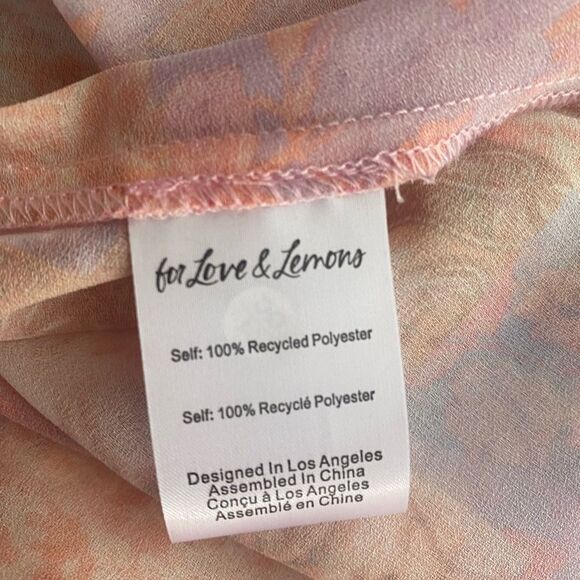 for Love & Lemons
Self: 100% Recycled Polyester
Self: 100% Recyclé Polyester
Designed In Los Angeles
Assembled In China
Conçu à Los Angeles
Assemblé en Chine